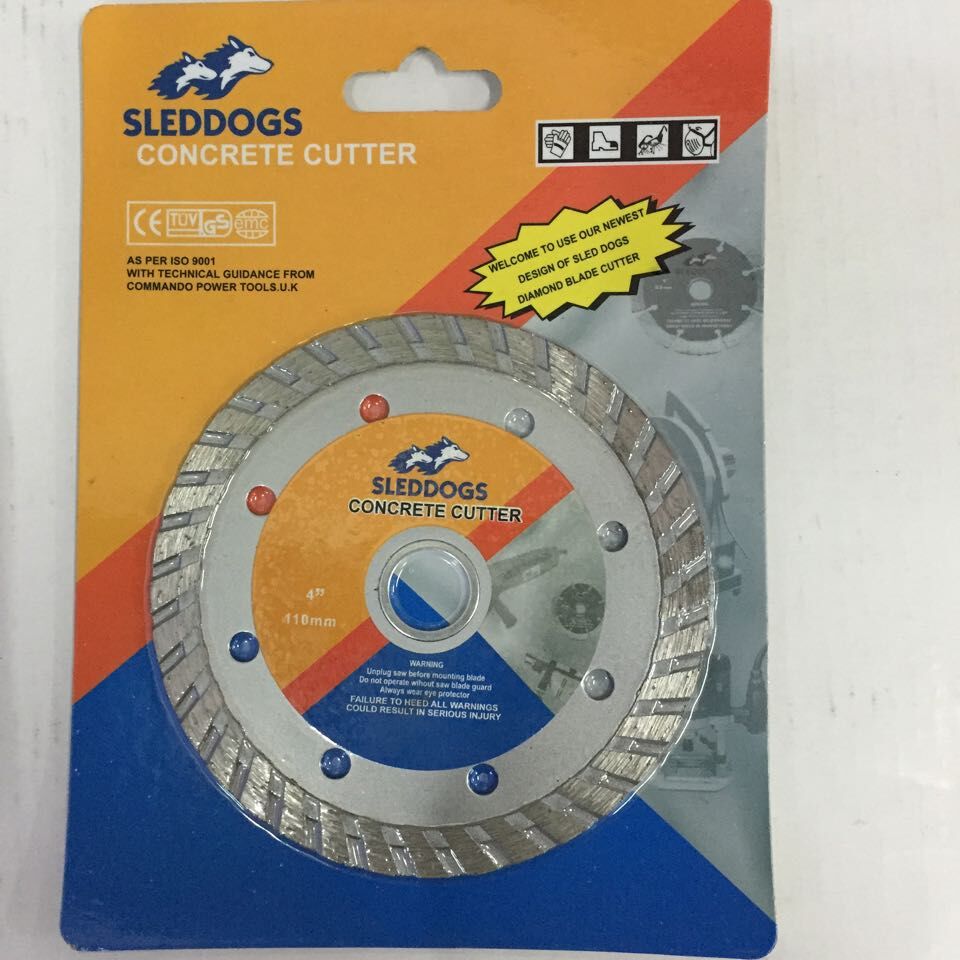 SLEDDOGS
CONCRETE CUTTER
CE TÜV GS emc
AS PER ISO 9001
WITH TECHNICAL GUIDANCE FROM
COMMANDO POWER TOOLS.U.K
WELCOME TO USE OUR NEWEST
DESIGN OF SLED DOGS
DIAMOND BLADE CUTTER
SLEDDOGS
CONCRETE CUTTER
4”
110mm
WARNING
Unplug saw before mounting blade
Do not operate wihout saw blade guard
Always wear eye protector
FAILURE TO HEED ALL WARNINGS
COULD RESULT IN SERIOUS INJURY